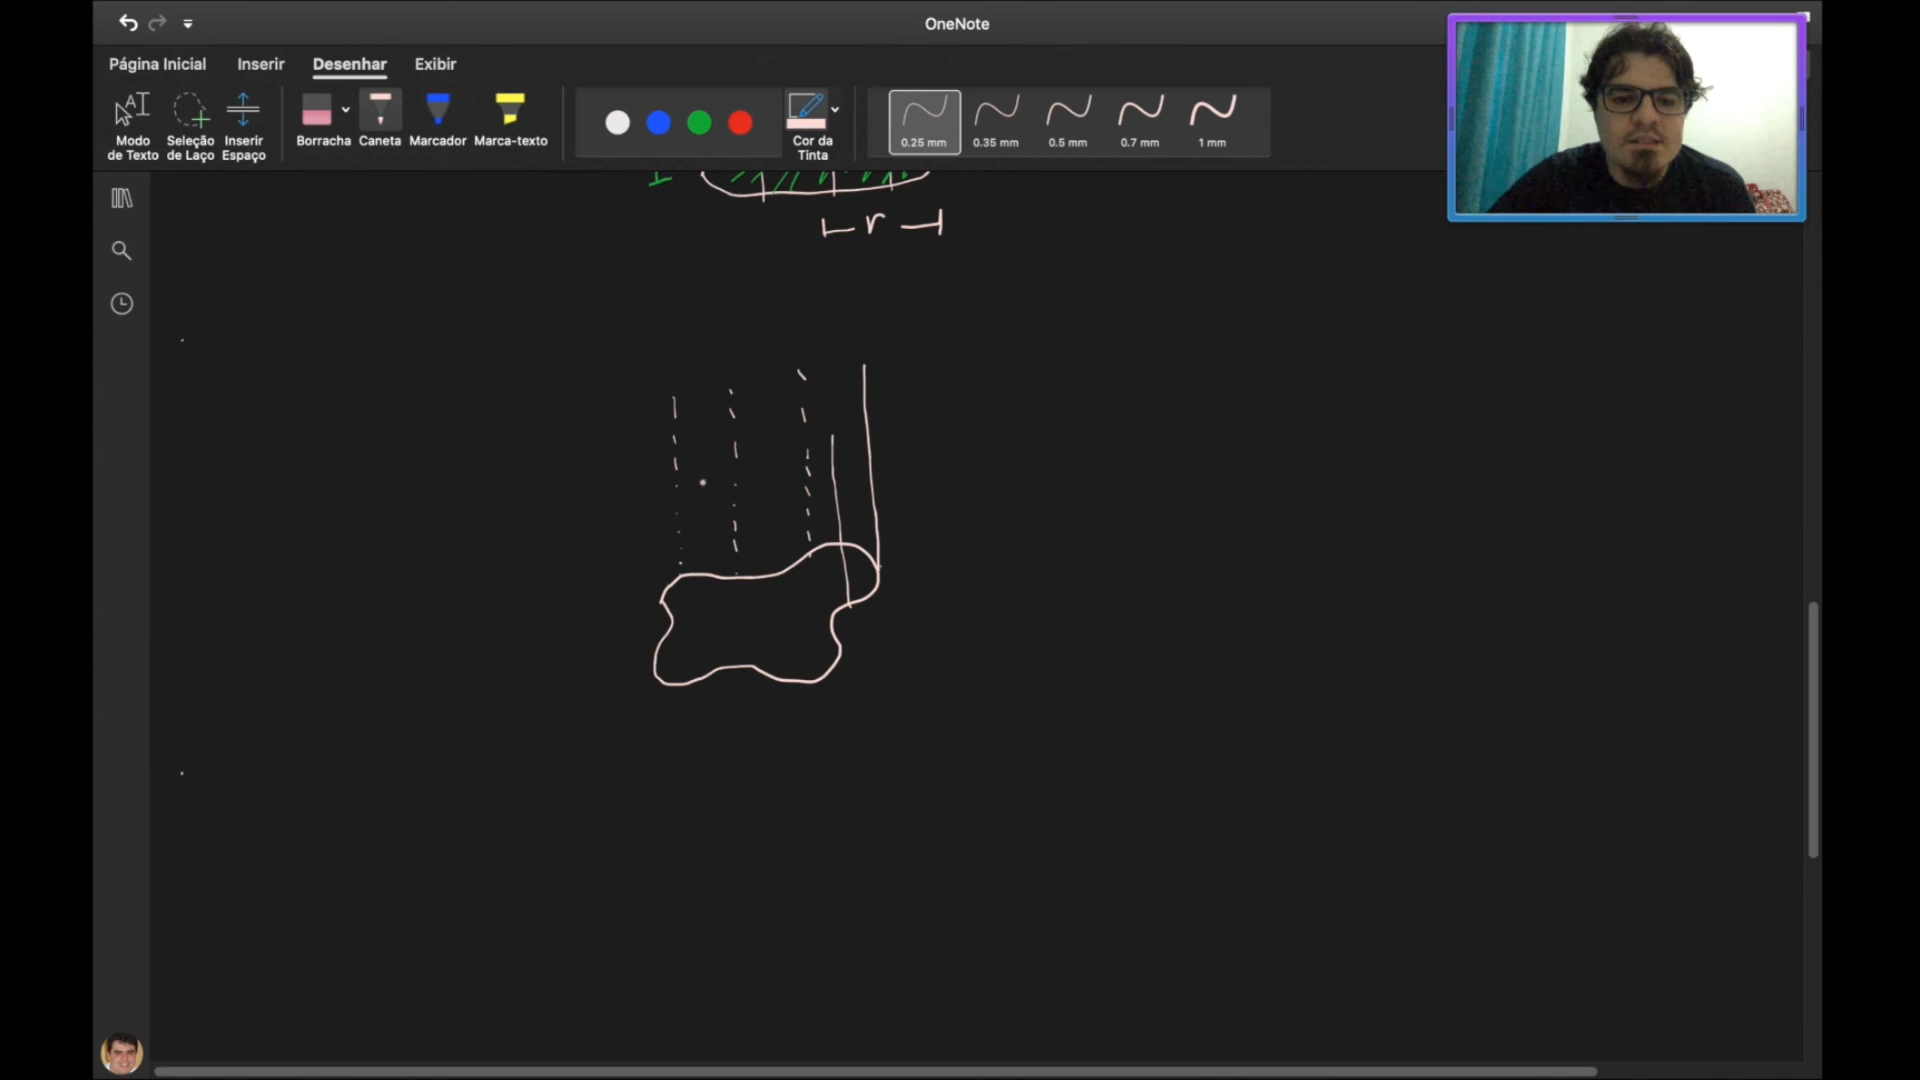 OneNote
Página Inicial Inserir Desenhar Exibir
Modo de Texto
Seleção de Laço
Inserir Espaço
Borracha
Caneta
Marcador
Marca-texto
Cor da Tinta
0.25 mm
0.35 mm
0.5 mm
0.7 mm
1 mm
r